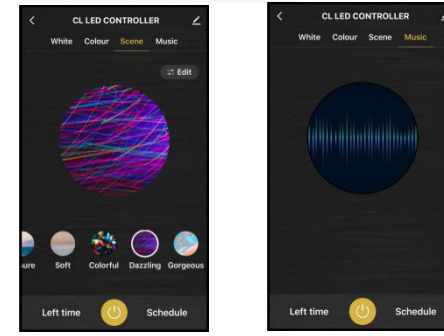 CL LED CONTROLLER
White Colour Scene Music
Edit
ure Soft Colorful Dazzling Gorgeous
Left time Schedule
CL LED CONTROLLER
White Colour Scene Music
Left time Schedule